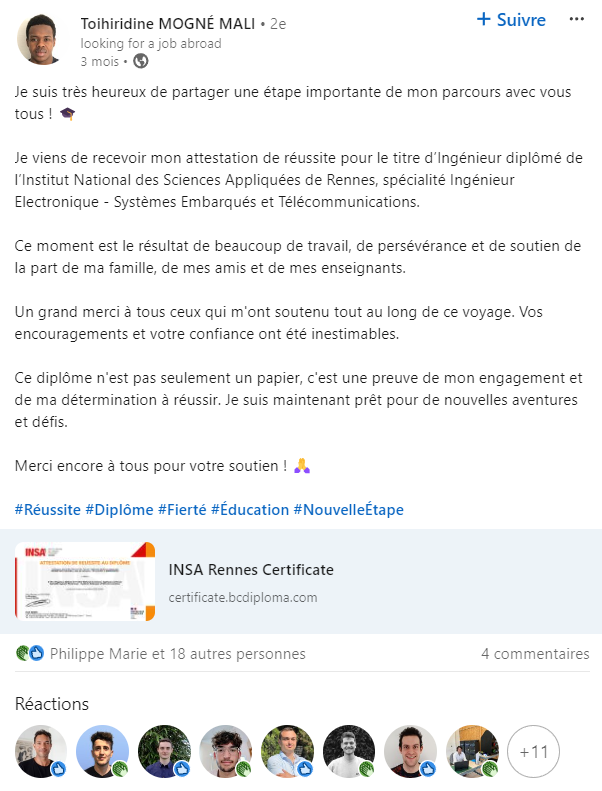 Toihiridine MOGNÉ MALI • 2e
+ Suivre
looking for a job abroad
3 mois •
Je suis très heureux de partager une étape importante de mon parcours avec vous
tous ! 🎓
Je viens de recevoir mon attestation de réussite pour le titre d’Ingénieur diplômé de
l’Institut National des Sciences Appliquées de Rennes, spécialité Ingénieur
Electronique - Systèmes Embarqués et Télécommunications.
Ce moment est le résultat de beaucoup de travail, de persévérance et de soutien de
la part de ma famille, de mes amis et de mes enseignants.
Un grand merci à tous ceux qui m'ont soutenu tout au long de ce voyage. Vos
encouragements et votre confiance ont été inestimables.
Ce diplôme n'est pas seulement un papier, c'est une preuve de mon engagement et
de ma détermination à réussir. Je suis maintenant prêt pour de nouvelles aventures
et défis.
Merci encore à tous pour votre soutien ! 🙏
#Réussite #Diplôme #Fierté #Éducation #NouvelleÉtape
INSA
ATTESTATION DE RÉUSSITE AU DIPLÔME
INSA Rennes Certificate
certificate.bcdiploma.com
Philippe Marie et 18 autres personnes
4 commentaires
Réactions
+11